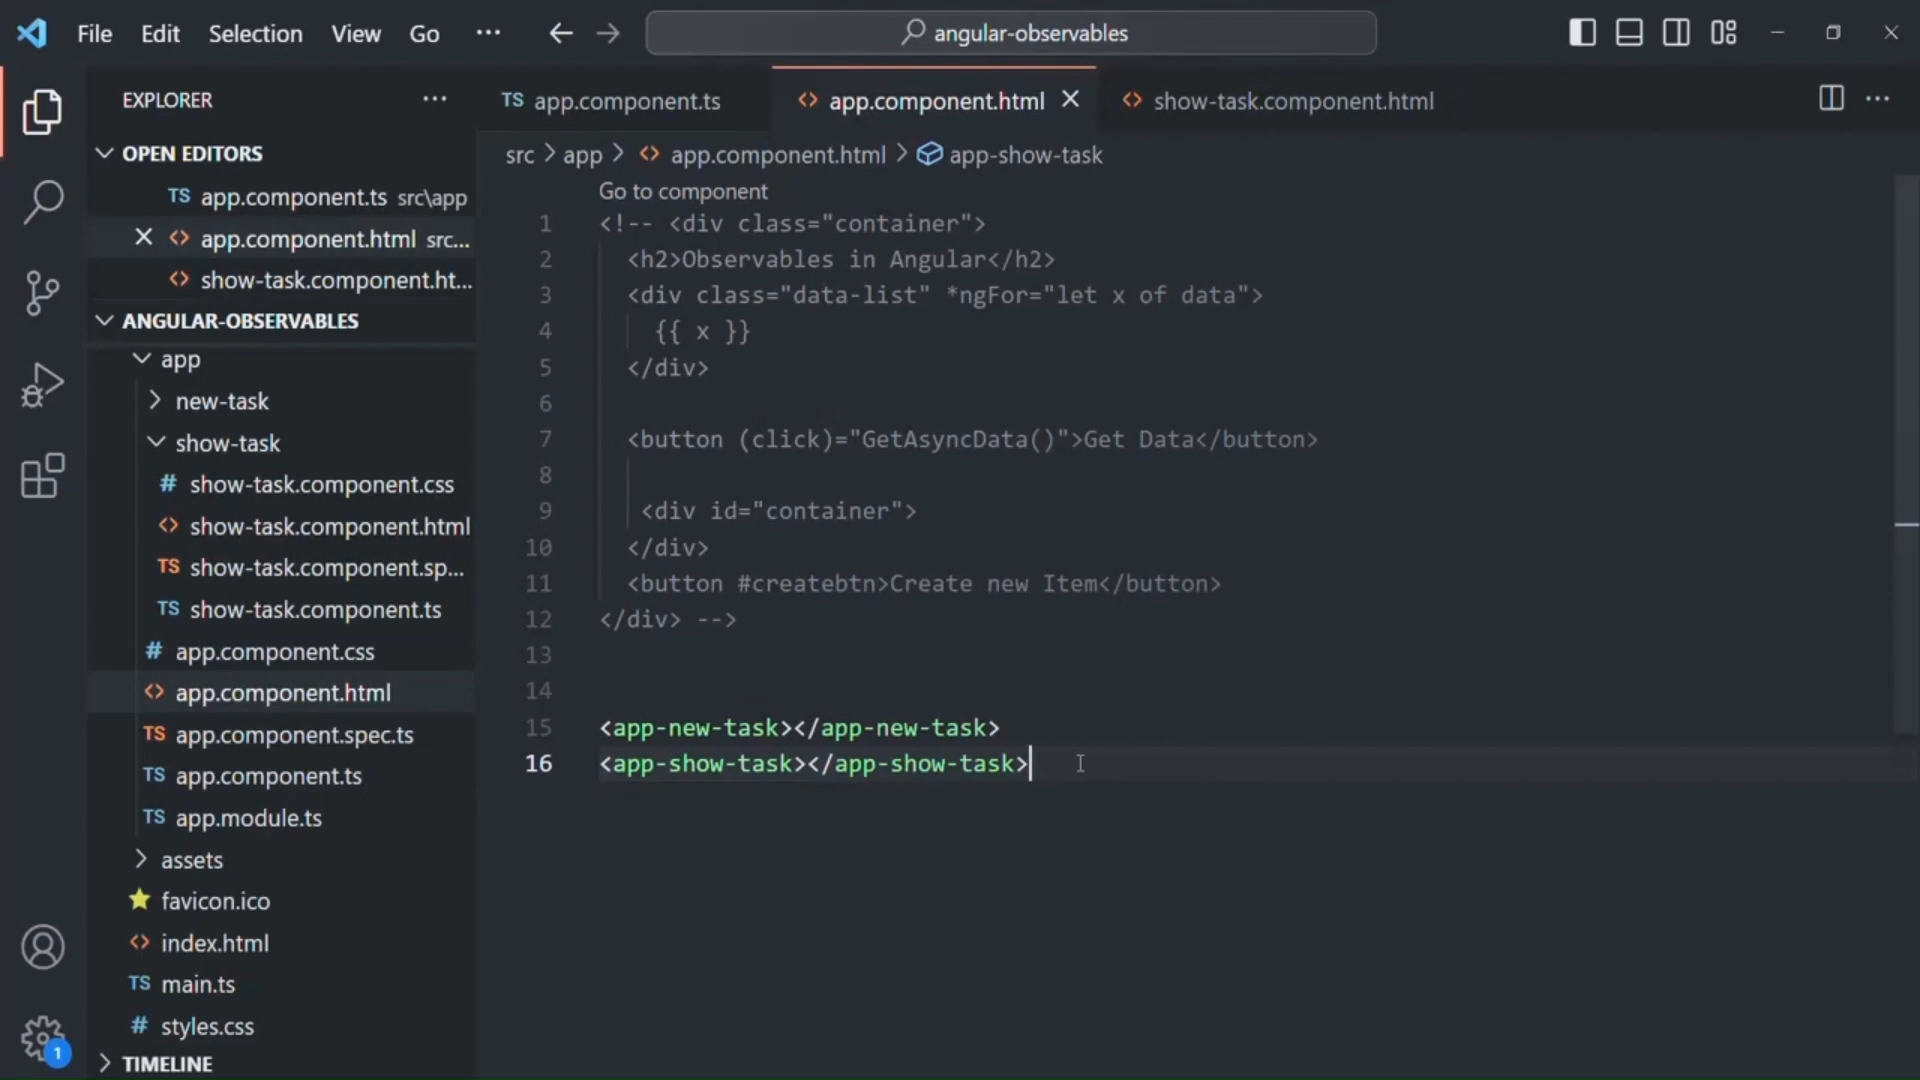 File Edit Selection View Go ··· angular-observables
EXPLORER ···
OPEN EDITORS
TS app.component.ts src\app
<> app.component.html src...
<> show-task.component.ht...
ANGULAR-OBSERVABLES
app
new-task
show-task
# show-task.component.css
<> show-task.component.html
TS show-task.component.sp...
TS show-task.component.ts
# app.component.css
<> app.component.html
TS app.component.spec.ts
TS app.component.ts
TS app.module.ts
assets
favicon.ico
<> index.html
TS main.ts
# styles.css
TIMELINE
1
TS app.component.ts <> app.component.html <> show-task.component.html ···
src > app > <> app.component.html > app-show-task
Go to component
1 <!-- <div class="container">
2 <h2>Observables in Angular</h2>
3 <div class="data-list" *ngFor="let x of data">
4 {{ x }}
5 </div>
6
7 <button (click)="GetAsyncData()">Get Data</button>
8
9 <div id="container">
10 </div>
11 <button #createbtn>Create new Item</button>
12 </div> -->
13
14
15 <app-new-task></app-new-task>
16 <app-show-task></app-show-task>